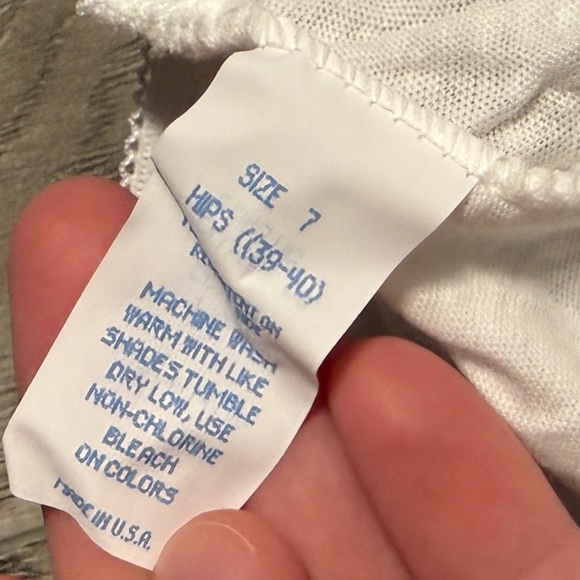 SIZE 7
HIPS ((39-40)
MACHINE WASH
WARM WITH LIKE
SHADES TUMBLE
DRY LOW, USE
NON-CHLORINE
BLEACH
ON COLORS
MADE IN U.S.A.